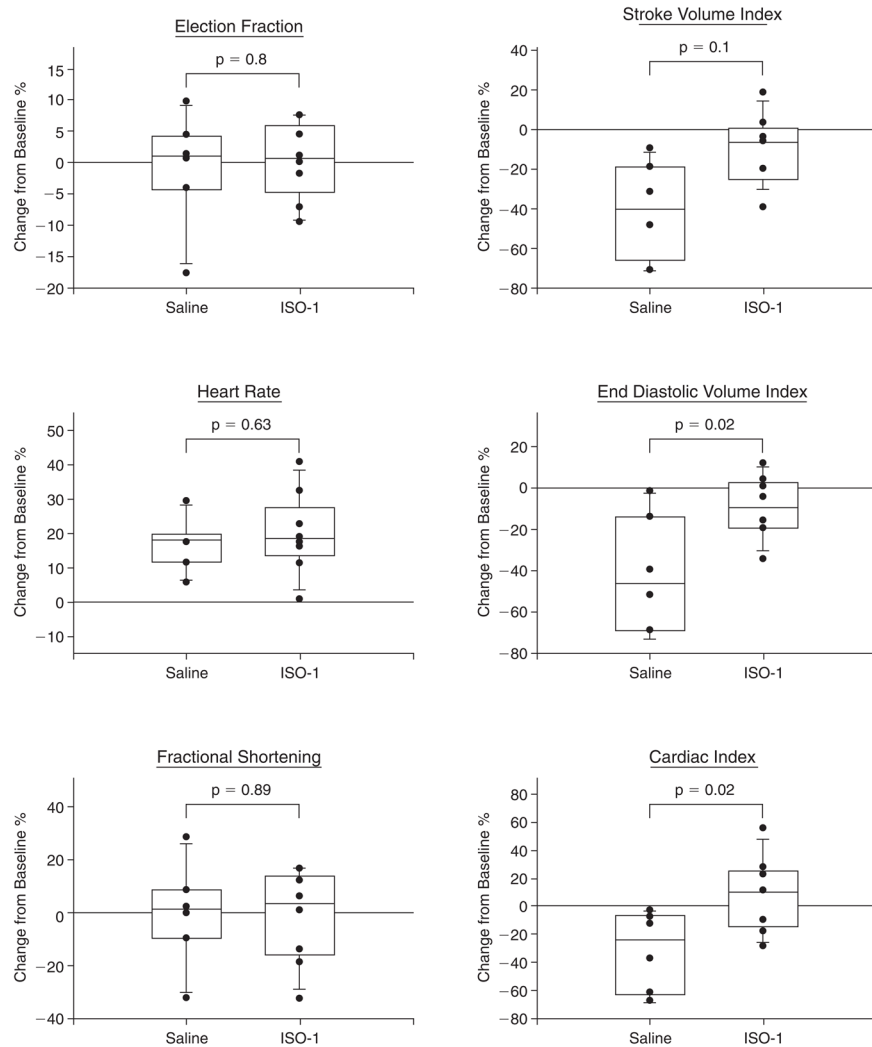 Election Fraction
p = 0.8
Change from Baseline %
15
10
5
0
−5
−10
−15
−20
Saline
ISO-1
Stroke Volume Index
p = 0.1
Change from Baseline %
40
20
0
−20
−40
−60
−80
Saline
ISO-1
Heart Rate
p = 0.63
Change from Baseline %
50
40
30
20
10
0
−10
Saline
ISO-1
End Diastolic Volume Index
p = 0.02
Change from Baseline %
20
0
−20
−40
−60
−80
Saline
ISO-1
Fractional Shortening
p = 0.89
Change from Baseline %
40
20
0
−20
−40
Saline
ISO-1
Cardiac Index
p = 0.02
Change from Baseline %
80
60
40
20
0
−20
−40
−60
−80
Saline
ISO-1